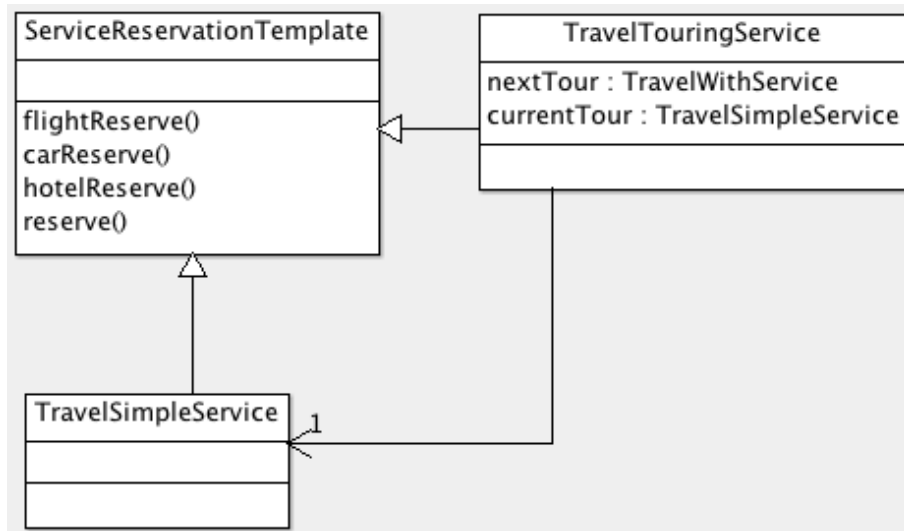 ServiceReservationTemplate
flightReserve()
carReserve()
hotelReserve()
reserve()
TravelTouringService
nextTour : TravelWithService
currentTour : TravelSimpleService
TravelSimpleService
1